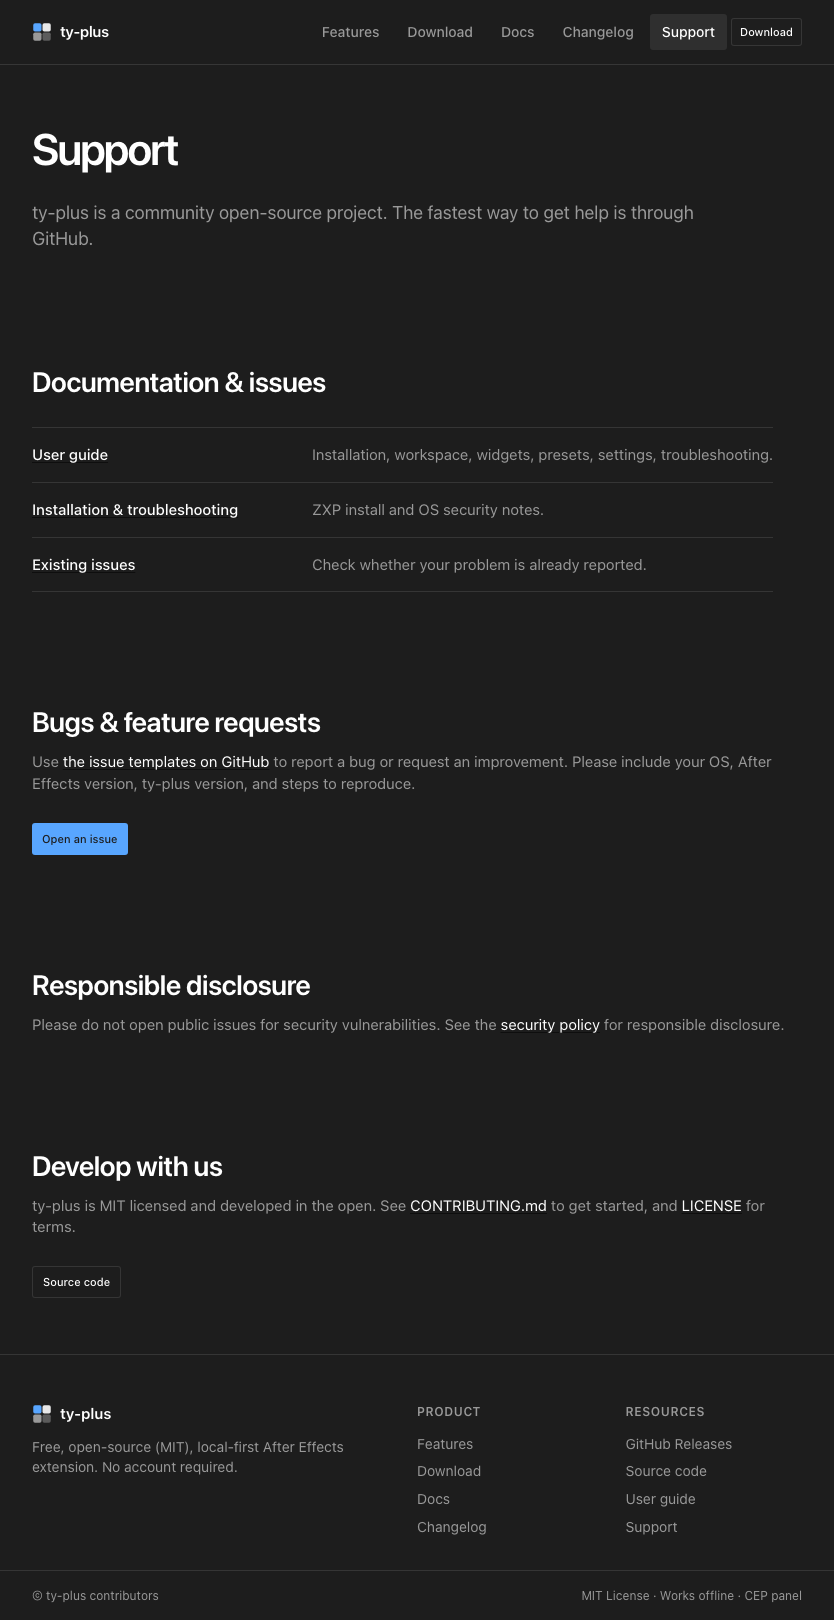 ty-plus
Features Download Docs Changelog Support Download
Support
ty-plus is a community open-source project. The fastest way to get help is through
GitHub.
Documentation & issues
User guide Installation, workspace, widgets, presets, settings, troubleshooting.
Installation & troubleshooting ZXP install and OS security notes.
Existing issues Check whether your problem is already reported.
Bugs & feature requests
Use the issue templates on GitHub to report a bug or request an improvement. Please include your OS, After
Effects version, ty-plus version, and steps to reproduce.
Open an issue
Responsible disclosure
Please do not open public issues for security vulnerabilities. See the security policy for responsible disclosure.
Develop with us
ty-plus is MIT licensed and developed in the open. See CONTRIBUTING.md to get started, and LICENSE for
terms.
Source code
ty-plus
Free, open-source (MIT), local-first After Effects
extension. No account required.
PRODUCT
Features
Download
Docs
Changelog
RESOURCES
GitHub Releases
Source code
User guide
Support
© ty-plus contributors
MIT License · Works offline · CEP panel